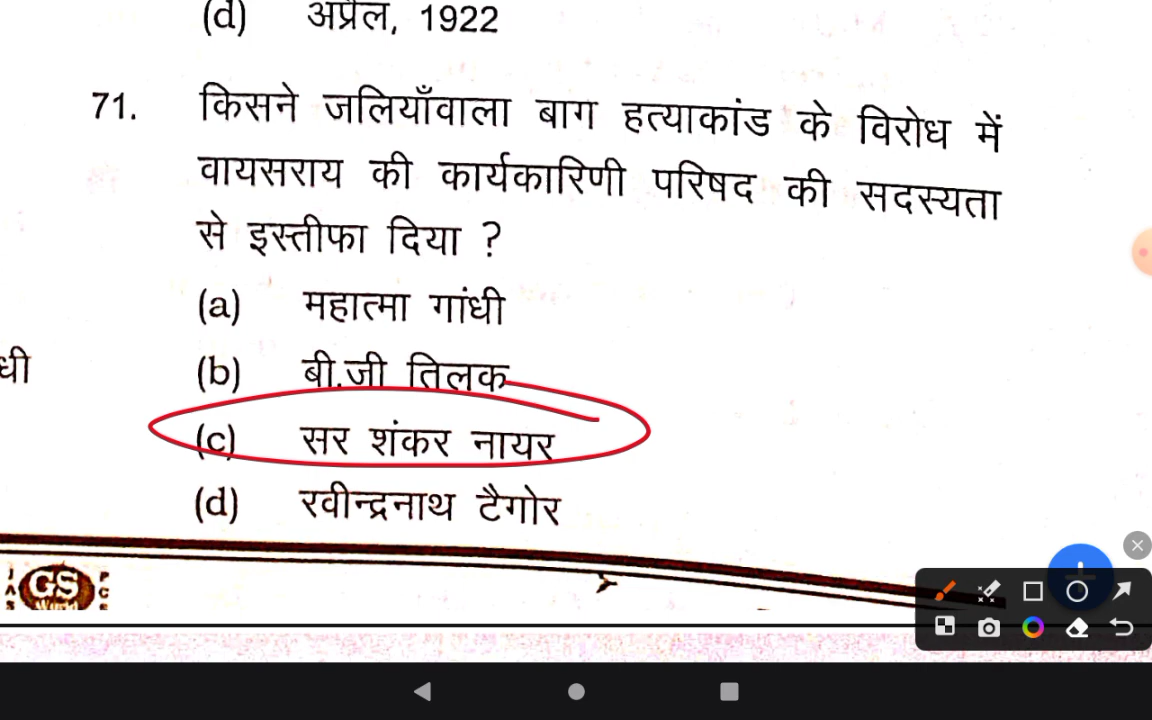 (d) अप्रैल, 1922
71. किसने जलियाँवाला बाग हत्याकांड के विरोध में
वायसराय की कार्यकारिणी परिषद की सदस्यता
से इस्तीफा दिया ?
(a) महात्मा गांधी
धी
(b) बी.जी तिलक
(c) सर शंकर नायर
(d) रवीन्द्रनाथ टैगोर
GS